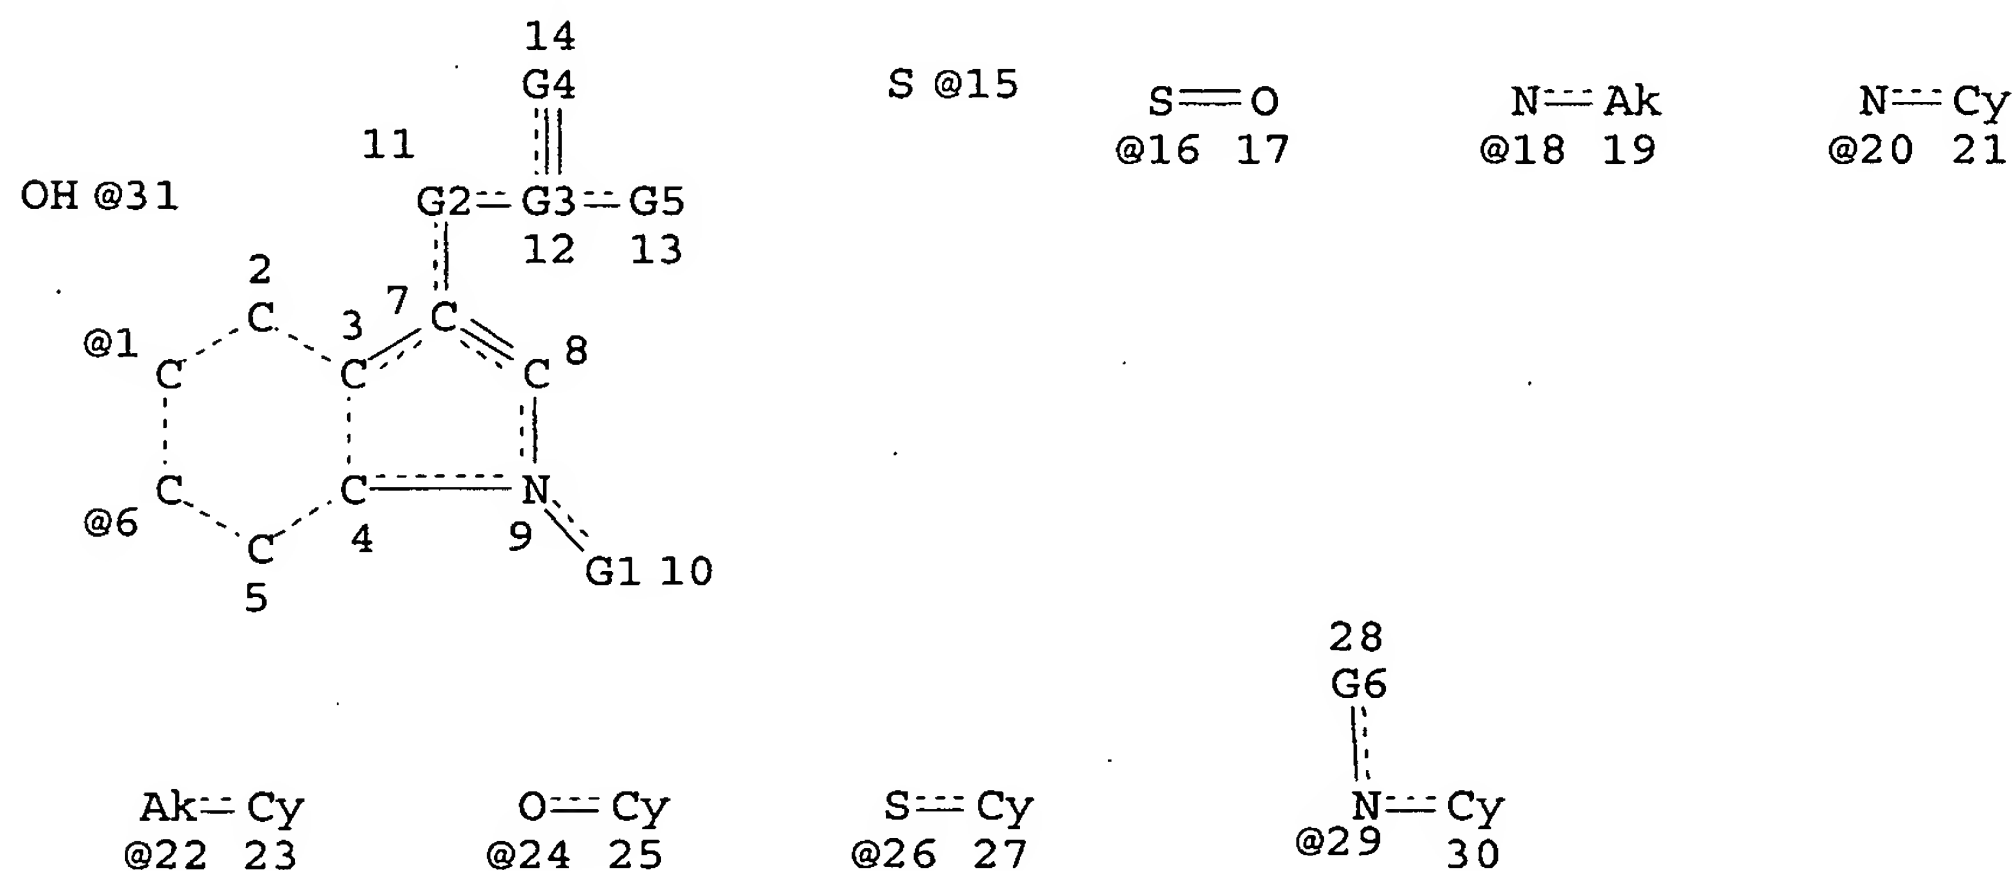 14
G4 S @15 S O N Ak N Cy
11 @16 17 @18 19 @20 21
OH @31 G2 G3 G5
12 13
2
C 7 C
@1 3 8
C C C
C C N
@6 C 4 9
5 G1 10
28
G6
Ak Cy O Cy S Cy N Cy
@22 23 @24 25 @26 27 @29 30